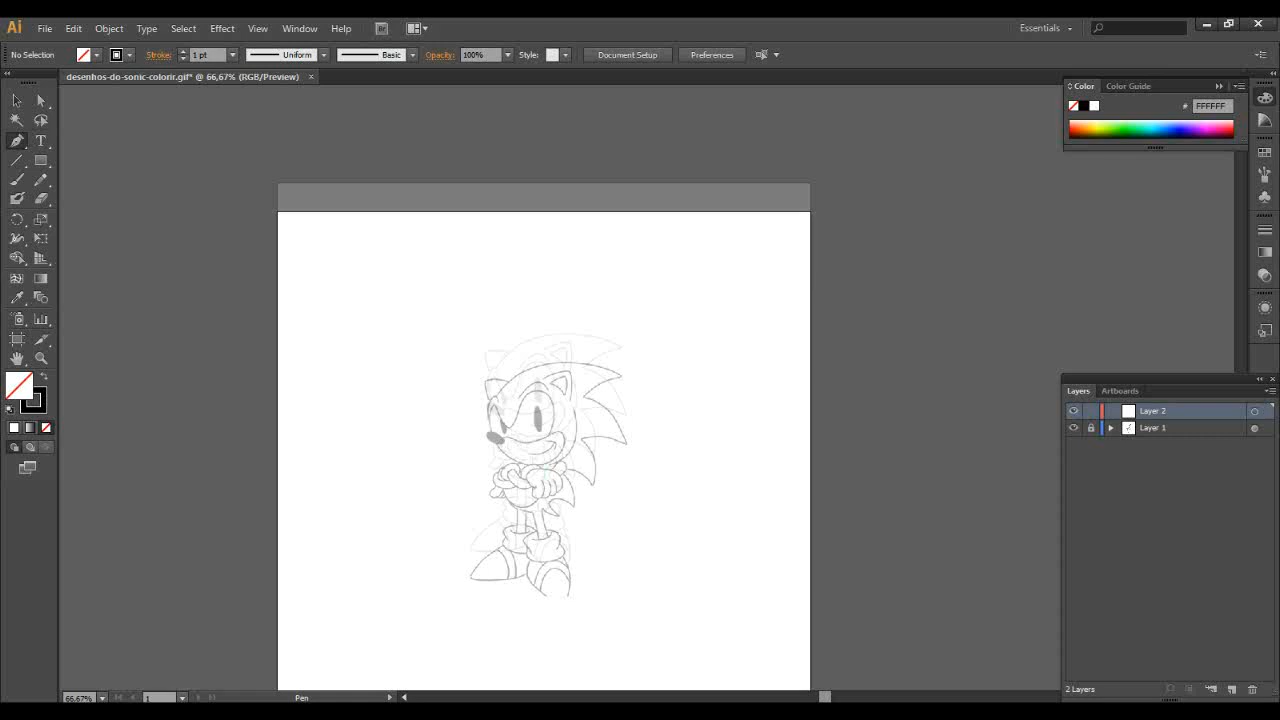 Ai File Edit Object Type Select Effect View Window Help Br Essentials
No Selection Stroke: 1 pt Uniform Basic Opacity: 100% Style: Document Setup Preferences
desenhos-do-sonic-colorir.gif* @ 66,67% (RGB/Preview) ×
Color Color Guide
# FFFFFF
T
Layers Artboards
Layer 2
Layer 1
2 Layers
66,67% 1 Pen